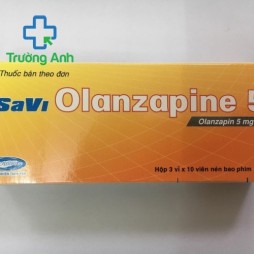 Trường Anh
Thuốc bán theo đơn
SaVi Olanzapine 5
Olanzapin 5 mg
Hộp 3 vỉ x 10 viên nén bao phim